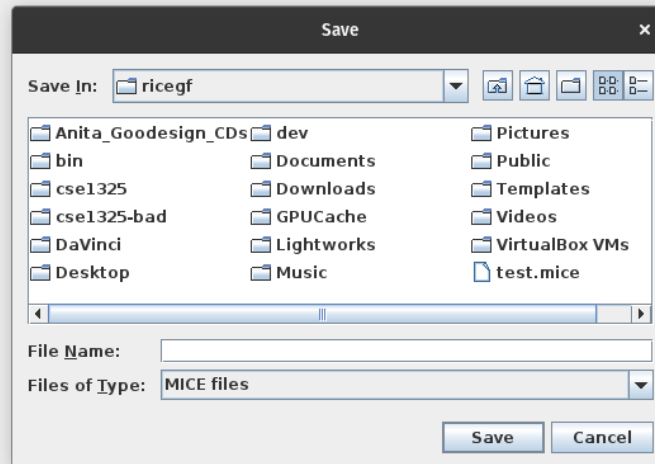 Save
Save In: ricegf
Anita_Goodesign_CDs dev Pictures
bin Documents Public
cse1325 Downloads Templates
cse1325-bad GPUCache Videos
DaVinci Lightworks VirtualBox VMs
Desktop Music test.mice
File Name:
Files of Type: MICE files
Save Cancel